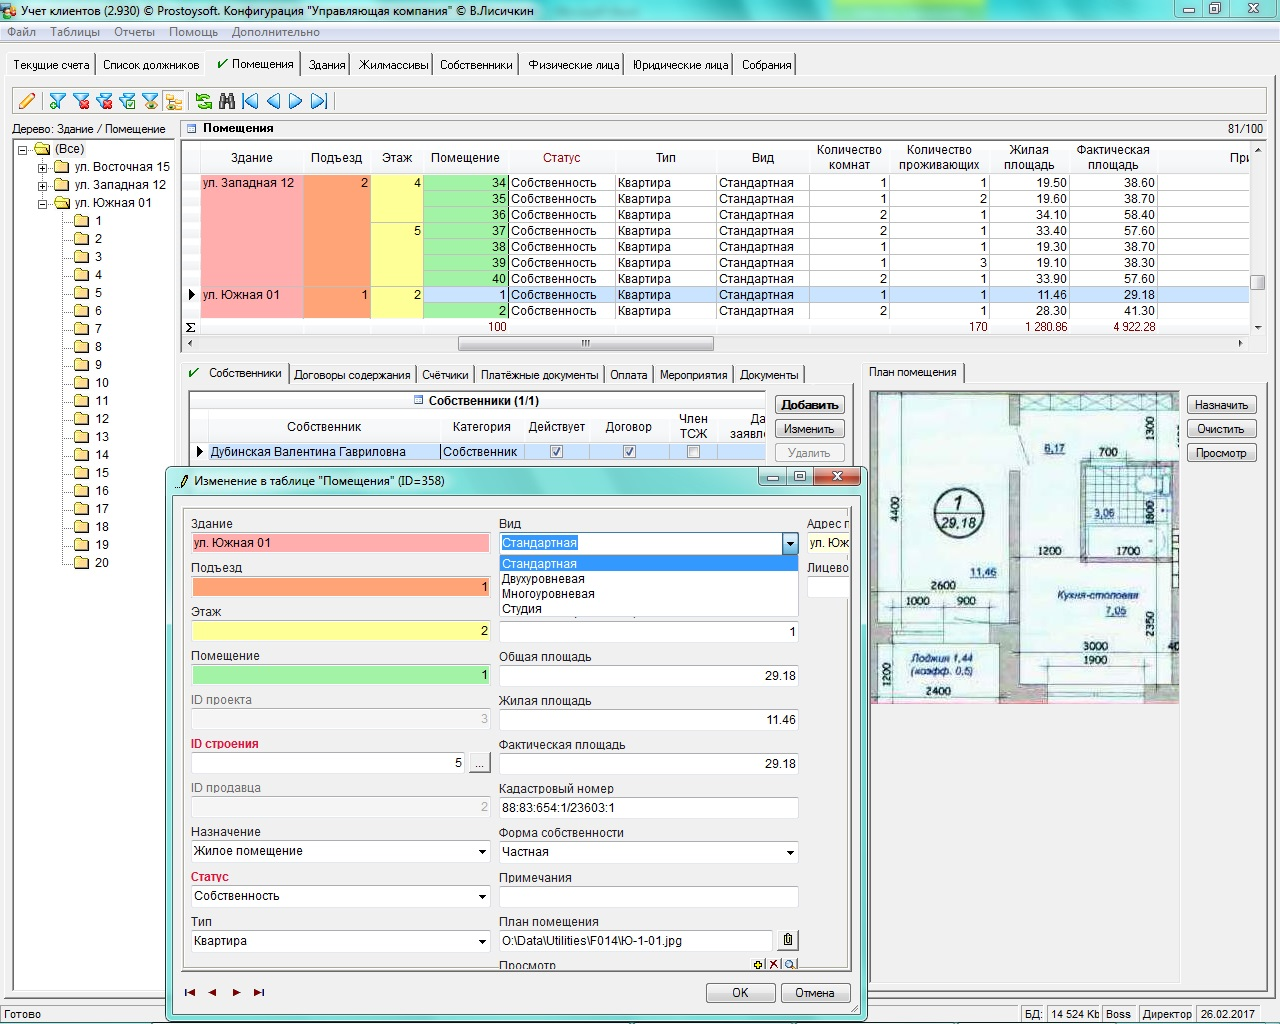 Учет клиентов (2.930) © Prostoysoft. Конфигурация "Управляющая компания" © В.Лисичкин
Файл Таблицы Отчеты Помощь Дополнительно
Текущие счета Список должников Помещения Здания Жилмассивы Собственники Физические лица Юридические лица Собрания
Дерево: Здание / Помещение
(Все)
ул. Восточная 15
ул. Западная 12
ул. Южная 01
1
2
3
4
5
6
7
8
9
10
11
12
13
14
15
16
17
18
19
20
Помещения 81/100
Здание Подъезд Этаж Помещение Статус Тип Вид Количество комнат Количество проживающих Жилая площадь Фактическая площадь При
ул. Западная 12 2 4 34 Собственность Квартира Стандартная 1 1 19.50 38.60
35 Собственность Квартира Стандартная 1 2 19.60 38.70
36 Собственность Квартира Стандартная 2 1 34.10 58.40
5 37 Собственность Квартира Стандартная 2 1 33.40 57.60
38 Собственность Квартира Стандартная 1 1 19.30 38.70
39 Собственность Квартира Стандартная 1 3 19.10 38.30
40 Собственность Квартира Стандартная 2 1 33.90 57.60
ул. Южная 01 1 2 1 Собственность Квартира Стандартная 1 1 11.46 29.18
2 Собственность Квартира Стандартная 2 1 28.30 41.30
Σ 100 170 1 280.86 4 922.28
Собственники Договоры содержания Счётчики Платёжные документы Оплата Мероприятия Документы
Собственники (1/1)
Собственник Категория Действует Договор Член ТСЖ Да заявле
Дубинская Валентина Гавриловна Собственник
Добавить
Изменить
Удалить
План помещения
Назначить
Очистить
Просмотр
6,17
700
1300
4400
1
29,18
3,06
1800
1200
1700
11,46
2600
1000 900
Кухня-столовая
7,05
2350
3000
1900
40
Лоджия 1,44
(коэфф. 0,5)
1200
2400
Изменение в таблице "Помещения" (ID=358)
Здание
ул. Южная 01
Подъезд
1
Этаж
2
Помещение
1
ID проекта
3
ID строения
5 ...
ID продавца
2
Назначение
Жилое помещение
Статус
Собственность
Тип
Квартира
Вид
Стандартная
Стандартная
Двухуровневая
Многоуровневая
Студия
1
Общая площадь
29.18
Жилая площадь
11.46
Фактическая площадь
29.18
Кадастровый номер
88:83:654:1/23603:1
Форма собственности
Частная
Примечания
План помещения
O:\Data\Utilities\F014\Ю-1-01.jpg
Просмотр
Адрес п
ул. Юж
Лицево
OK Отмена
Готово БД: 14 524 Kb Boss Директор 26.02.2017